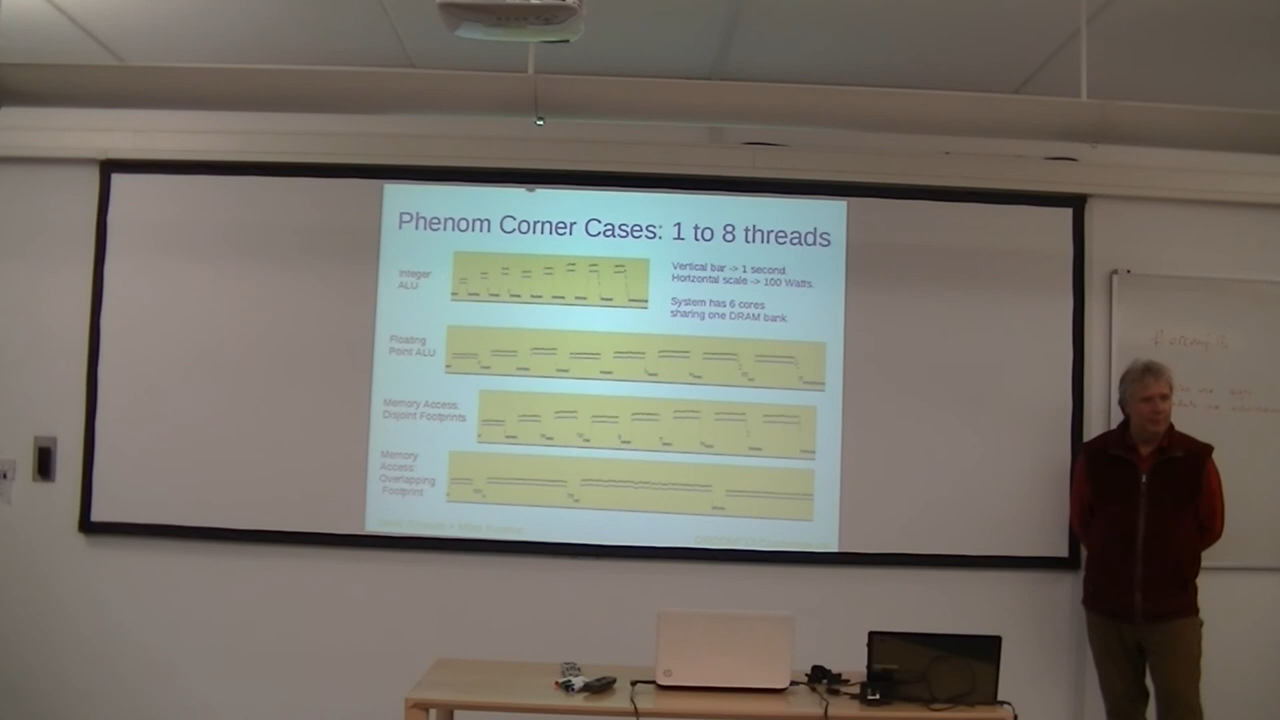 Phenom Corner Cases: 1 to 8 threads
Integer
ALU
Vertical bar -> 1 second.
Horizontal scale -> 100 Watts.
System has 6 cores
sharing one DRAM bank.
Floating
Point ALU
Memory Access:
Disjoint Footprints
Memory
Access:
Overlapping
Footprint
hp